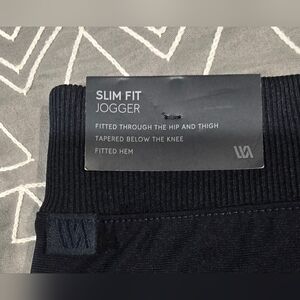 SLIM FIT
JOGGER
FITTED THROUGH THE HIP AND THIGH
TAPERED BELOW THE KNEE
FITTED HEM